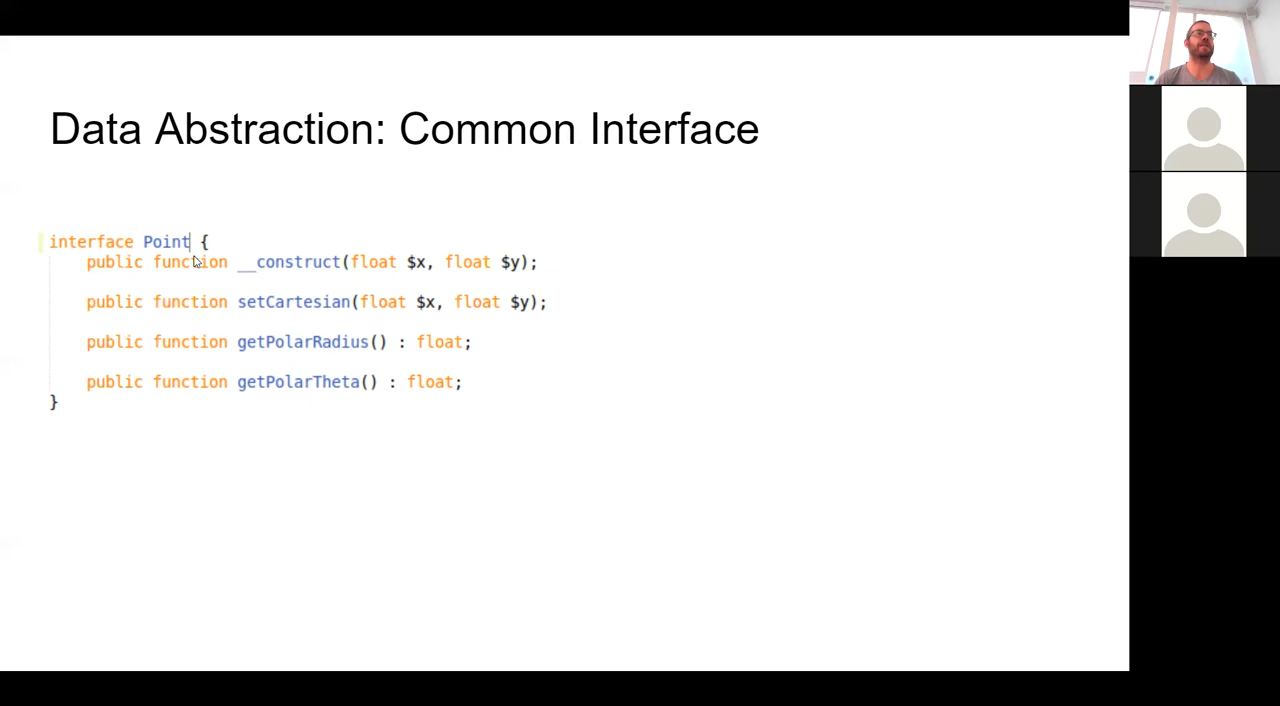 Data Abstraction: Common Interface
interface Point {
public function __construct(float $x, float $y);
public function setCartesian(float $x, float $y);
public function getPolarRadius() : float;
public function getPolarTheta() : float;
}